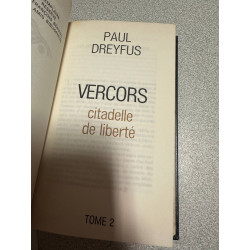 PAUL
DREYFUS
VERCORS
citadelle
de liberté
TOME 2